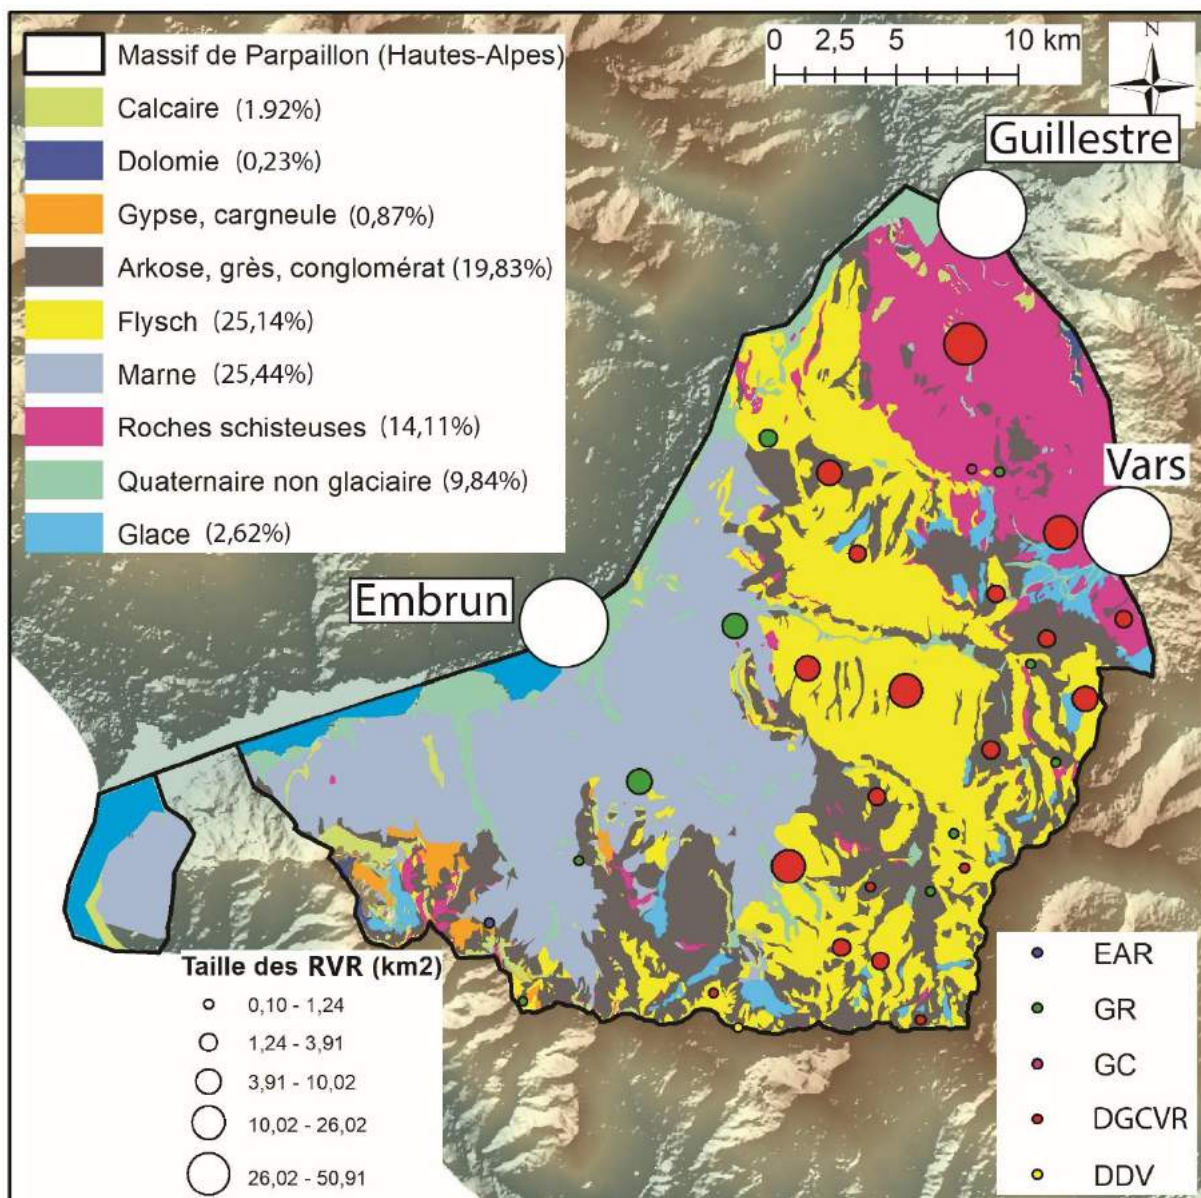 Massif de Parpaillon (Hautes-Alpes)
Calcaire (1.92%)
Dolomie (0,23%)
Gypse, cargneule (0,87%)
Arkose, grès, conglomérat (19,83%)
Flysch (25,14%)
Marne (25,44%)
Roches schisteuses (14,11%)
Quaternaire non glaciaire (9,84%)
Glace (2,62%)
0 2,5 5 10 km
N
Guillestre
Vars
Embrun
Taille des RVR (km2)
0,10 - 1,24
1,24 - 3,91
3,91 - 10,02
10,02 - 26,02
26,02 - 50,91
EAR
GR
GC
DGCVR
DDV